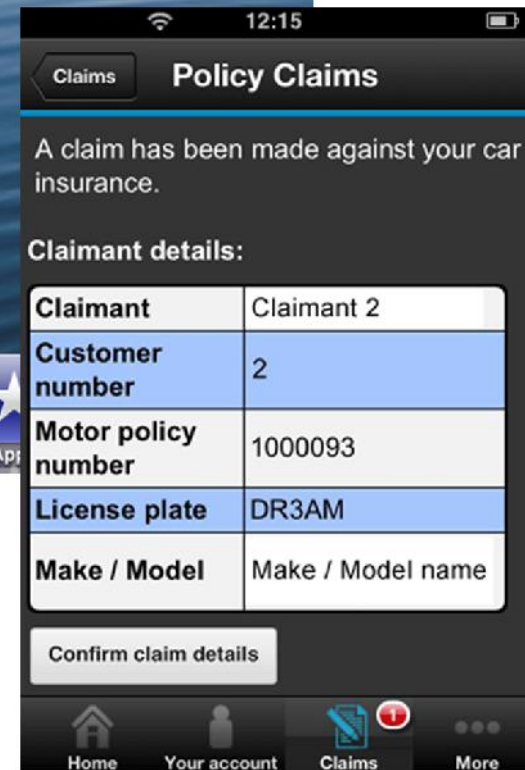 12:15
Claims
Policy Claims
A claim has been made against your car
insurance.
Claimant details:
Claimant Claimant 2
Customer
number 2
Motor policy
number 1000093
License plate DR3AM
Make / Model Make / Model name
Confirm claim details
1
Home Your account Claims More